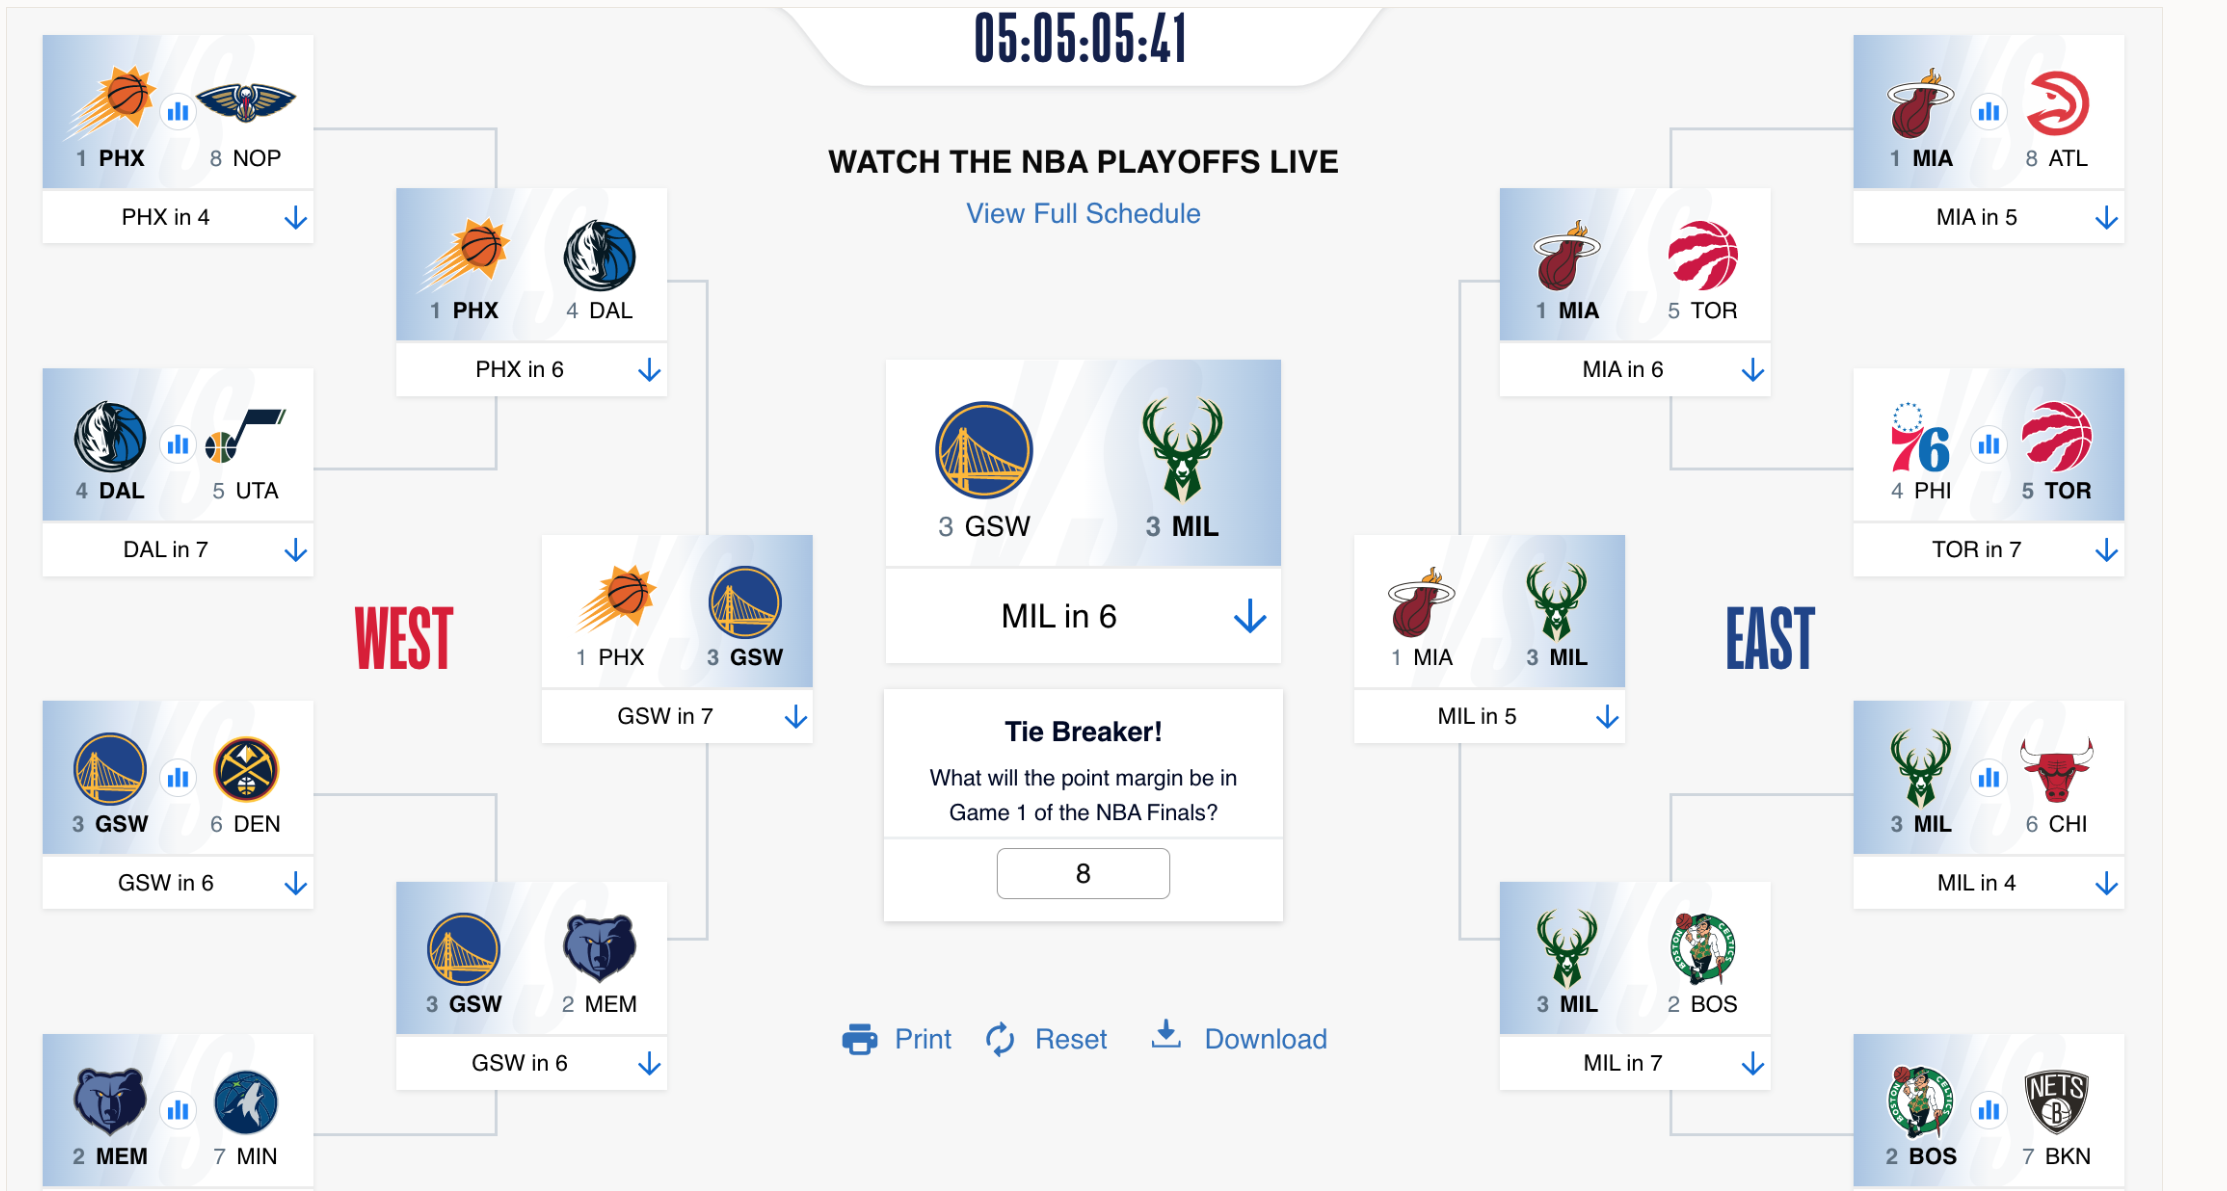 05:05:05:41
WATCH THE NBA PLAYOFFS LIVE
View Full Schedule
1 PHX 8 NOP
PHX in 4
4 DAL 5 UTA
DAL in 7
1 PHX 4 DAL
PHX in 6
WEST
3 GSW 6 DEN
GSW in 6
2 MEM 7 MIN
3 GSW 2 MEM
GSW in 6
1 PHX 3 GSW
GSW in 7
3 GSW 3 MIL
MIL in 6
Tie Breaker!
What will the point margin be in
Game 1 of the NBA Finals?
8
Print Reset Download
1 MIA 3 MIL
MIL in 5
1 MIA 5 TOR
MIA in 6
EAST
3 MIL 2 BOS
MIL in 7
BOSTON CELTICS
1 MIA 8 ATL
MIA in 5
76
4 PHI 5 TOR
TOR in 7
3 MIL 6 CHI
MIL in 4
BOSTON CELTICS
NETS
B
2 BOS 7 BKN